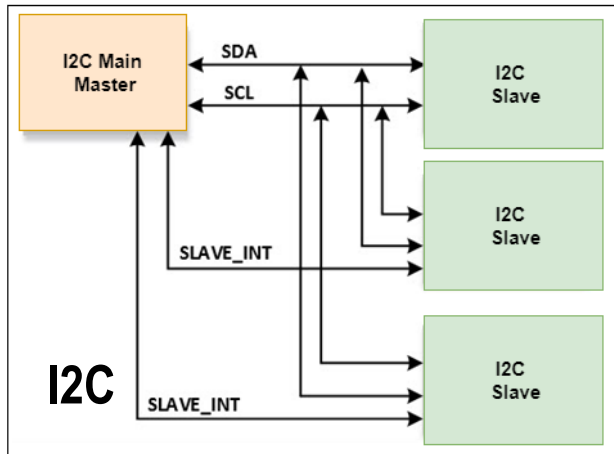 I2C Main
Master
SDA
SCL
I2C
Slave
I2C
Slave
SLAVE_INT
I2C
Slave
I2C
SLAVE_INT